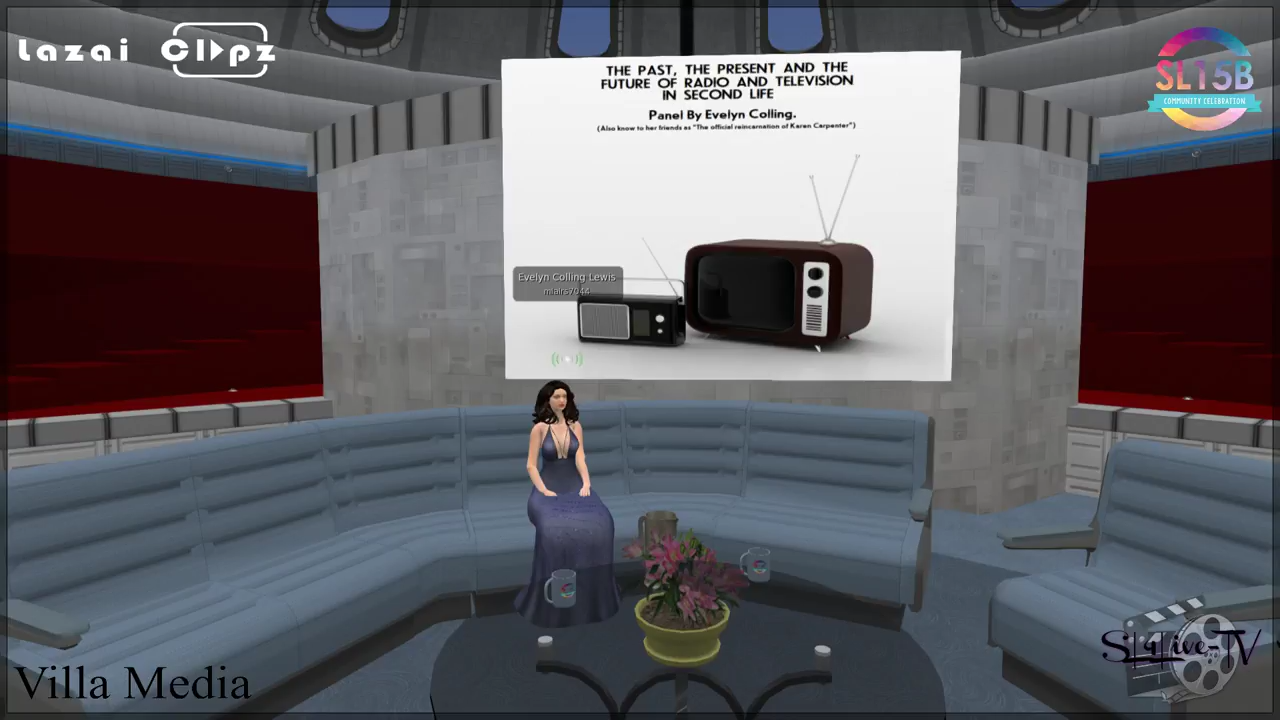 Lazai Clipz
SL15B
COMMUNITY CELEBRATION
THE PAST, THE PRESENT AND THE
FUTURE OF RADIO AND TELEVISION
IN SECOND LIFE
Panel By Evelyn Colling.
(Also know to her friends as "The official reincarnation of Karen Carpenter")
Evelyn Colling Lewis
mlairs7044
Villa Media
SL4Live-TV